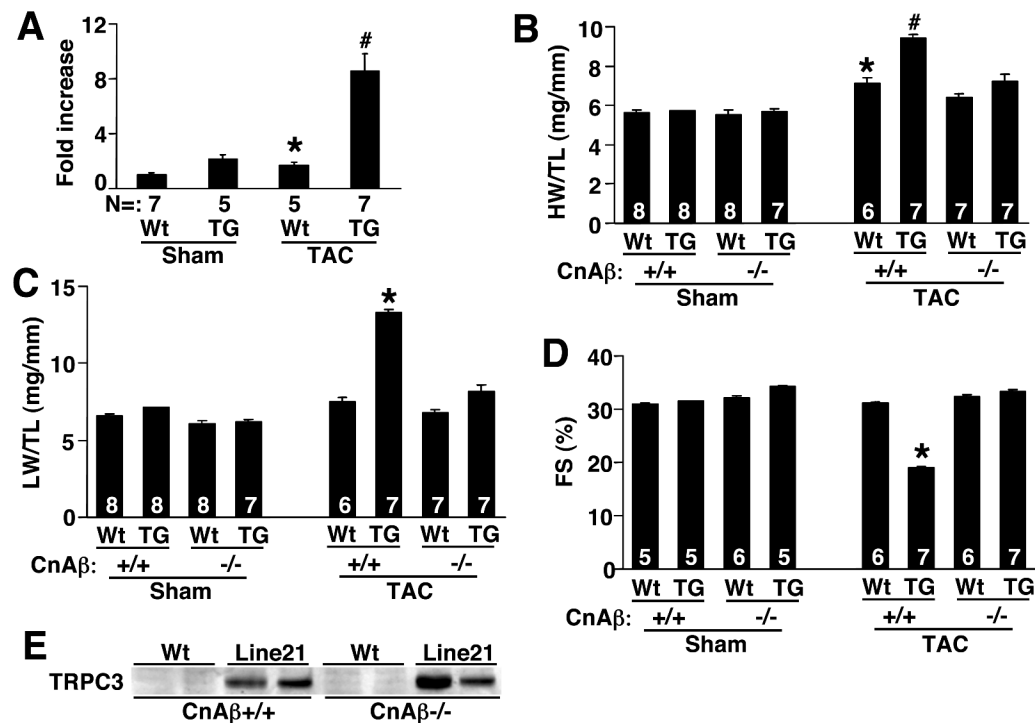 A
Fold increase
12
8
4
0
*
#
N=: 7 5 5 7
Wt TG Wt TG
Sham TAC
B
HW/TL (mg/mm)
10
8
6
4
2
0
*
#
8 8 8 7 6 7 7 7
Wt TG Wt TG Wt TG Wt TG
CnAβ: +/+ -/- +/+ -/-
Sham TAC
C
LW/TL (mg/mm)
15
10
5
0
*
8 8 8 7 6 7 7 7
Wt TG Wt TG Wt TG Wt TG
CnAβ: +/+ -/- +/+ -/-
Sham TAC
D
FS (%)
40
30
20
10
0
*
5 5 6 5 6 7 6 7
Wt TG Wt TG Wt TG Wt TG
CnAβ: +/+ -/- +/+ -/-
Sham TAC
E
Wt Line21 Wt Line21
TRPC3
CnAβ+/+ CnAβ-/-